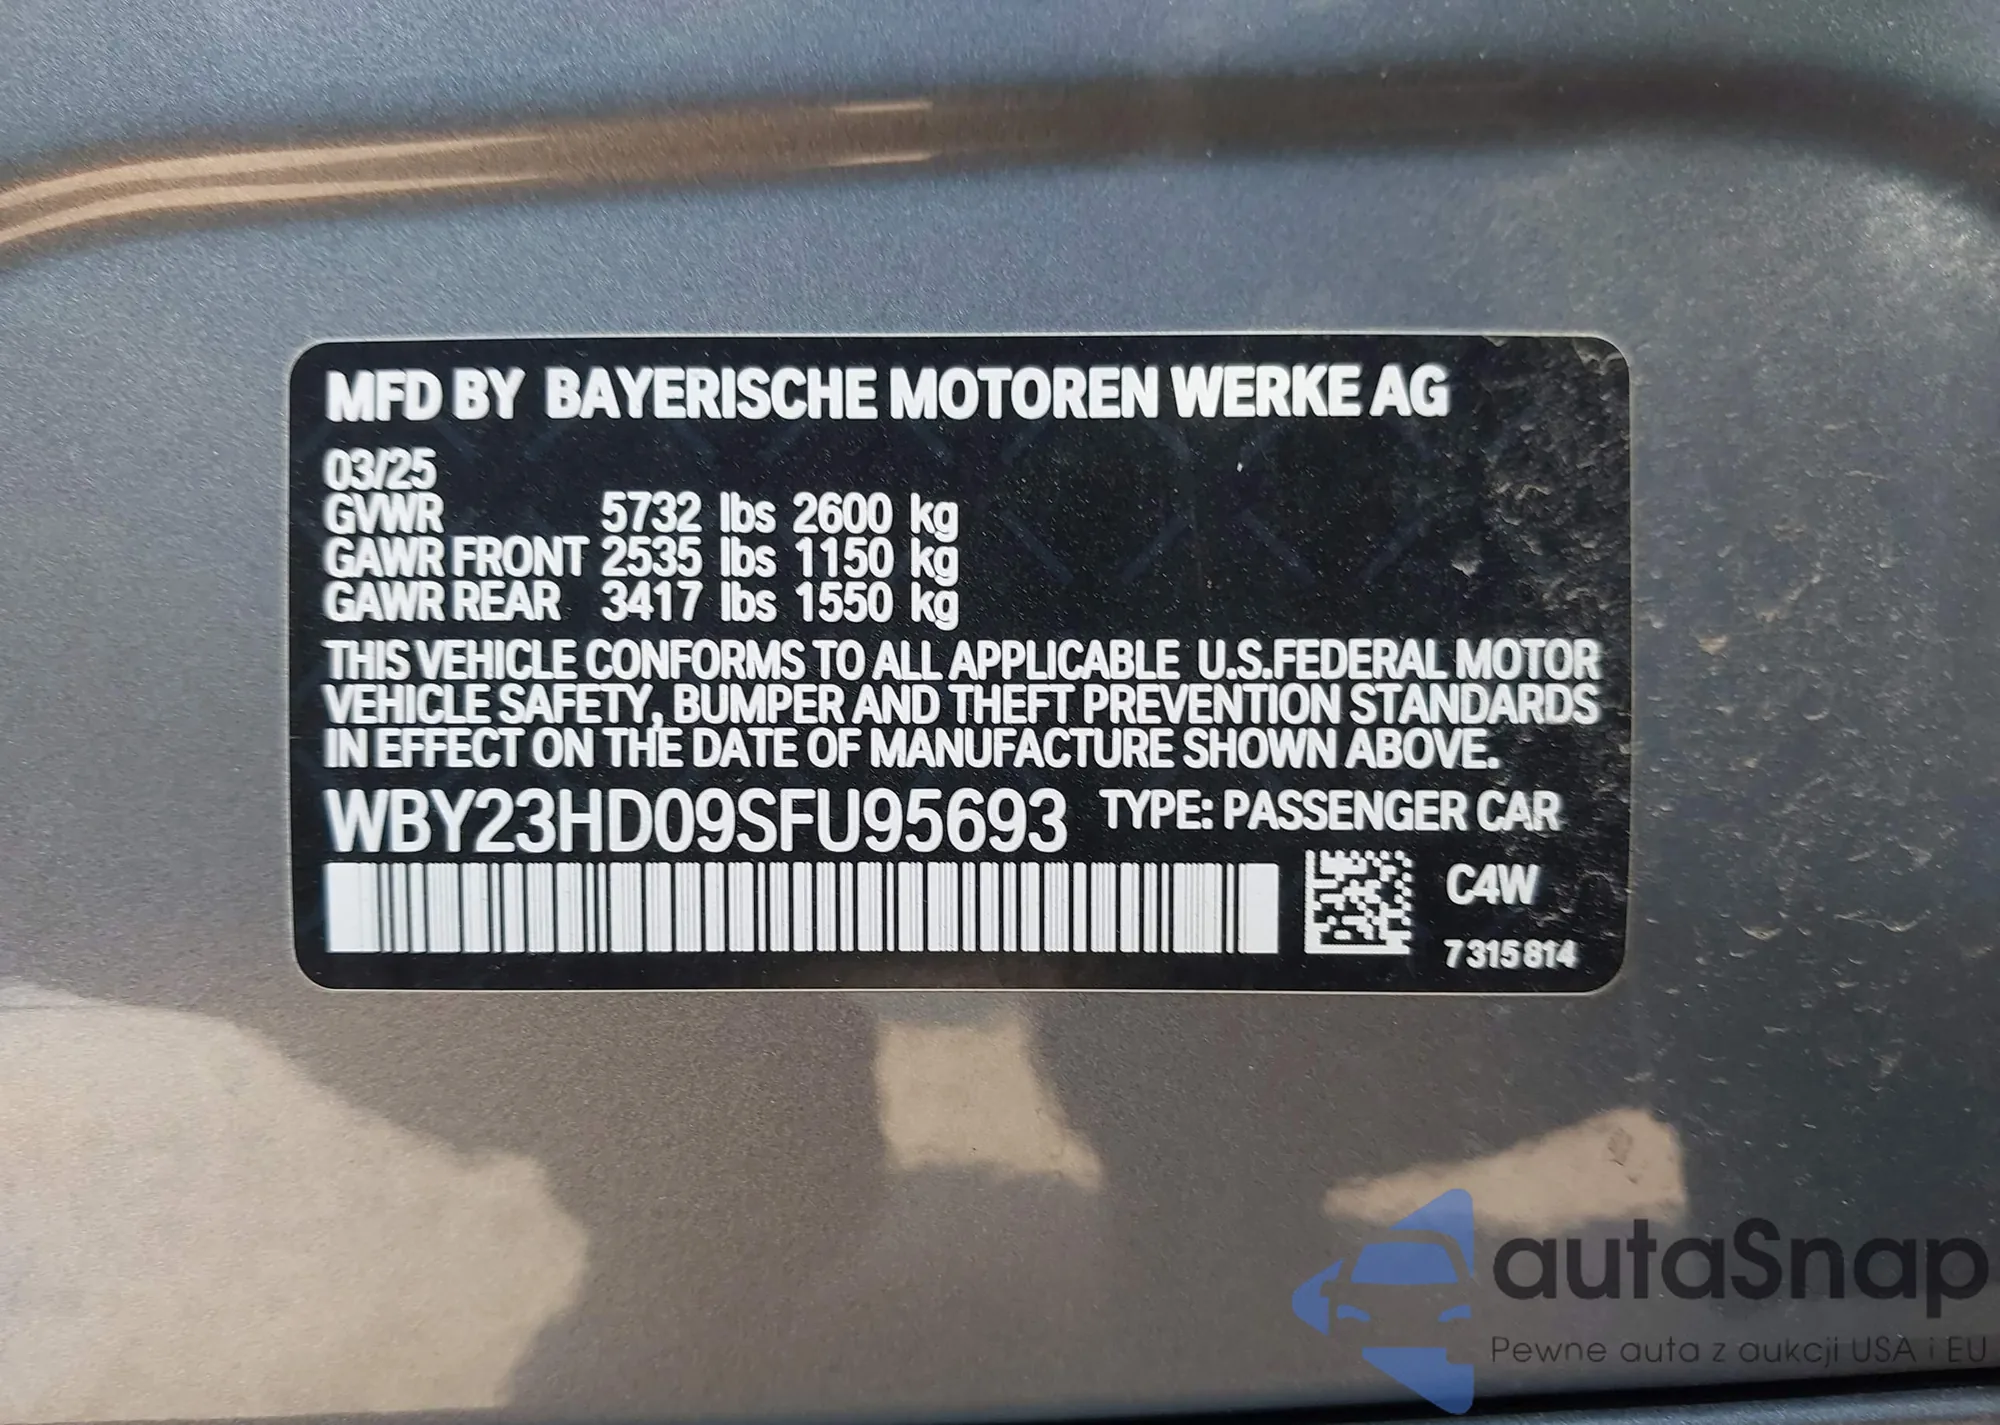 MFD BY BAYERISCHE MOTOREN WERKE AG
03/25
GVWR 5732 lbs 2600 kg
GAWR FRONT 2535 lbs 1150 kg
GAWR REAR 3417 lbs 1550 kg
THIS VEHICLE CONFORMS TO ALL APPLICABLE U.S.FEDERAL MOTOR
VEHICLE SAFETY, BUMPER AND THEFT PREVENTION STANDARDS
IN EFFECT ON THE DATE OF MANUFACTURE SHOWN ABOVE.
WBY23HD09SFU95693 TYPE: PASSENGER CAR
C4W
7315814
autaSnap
Pewne auta z aukcji USA i EU